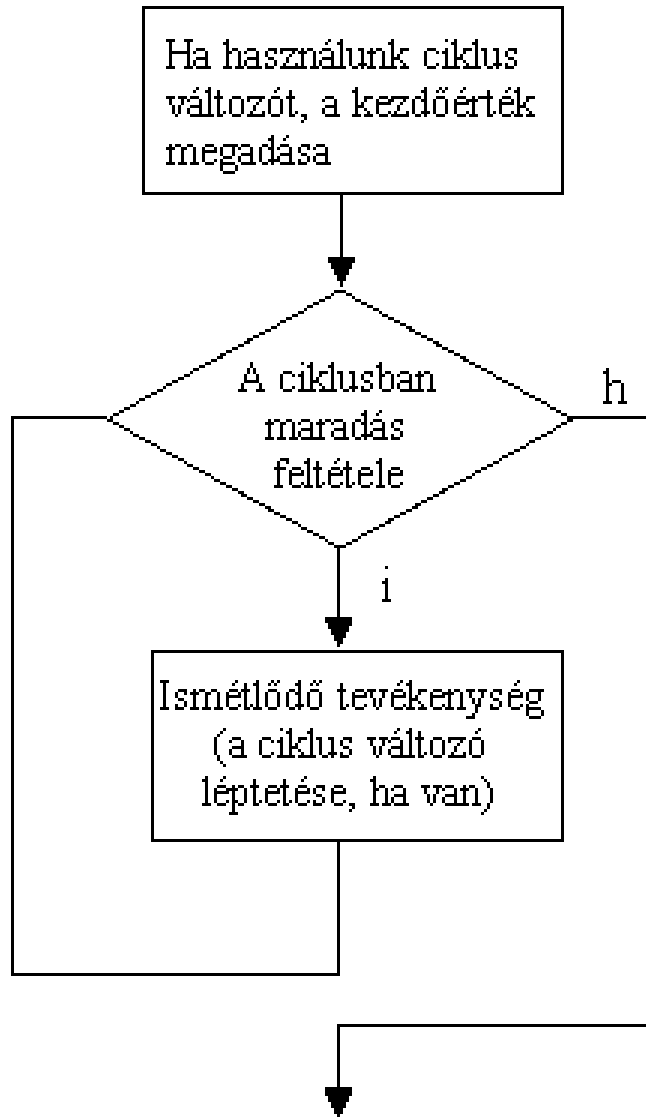 Ha használunk ciklus
változót, a kezdőérték
megadása
A ciklusban
maradás
feltétele
h
i
Ismétlődő tevékenység
(a ciklus változó
léptetése, ha van)